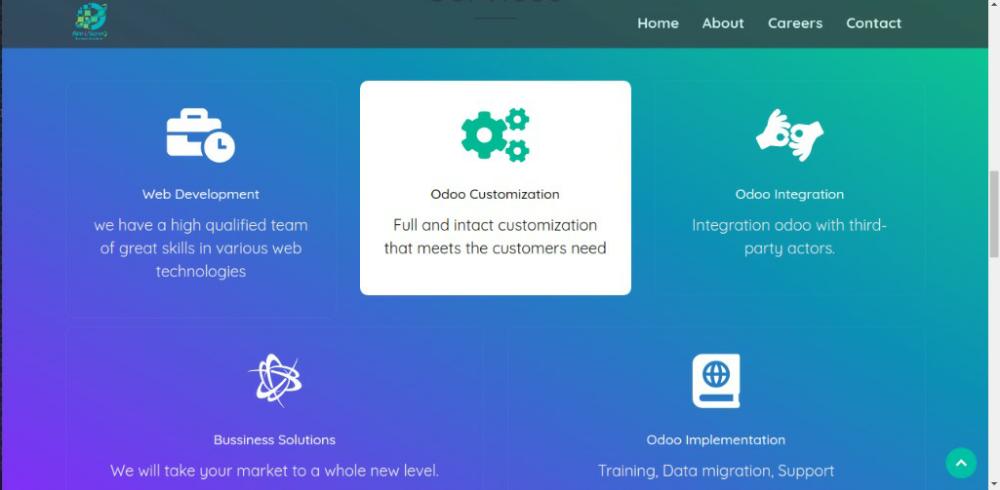 Home About Careers Contact
Web Development
we have a high qualified team
of great skills in various web
technologies
Odoo Customization
Full and intact customization
that meets the customers need
Odoo Integration
Integration odoo with third-
party actors.
Bussiness Solutions
We will take your market to a whole new level.
Odoo Implementation
Training, Data migration, Support